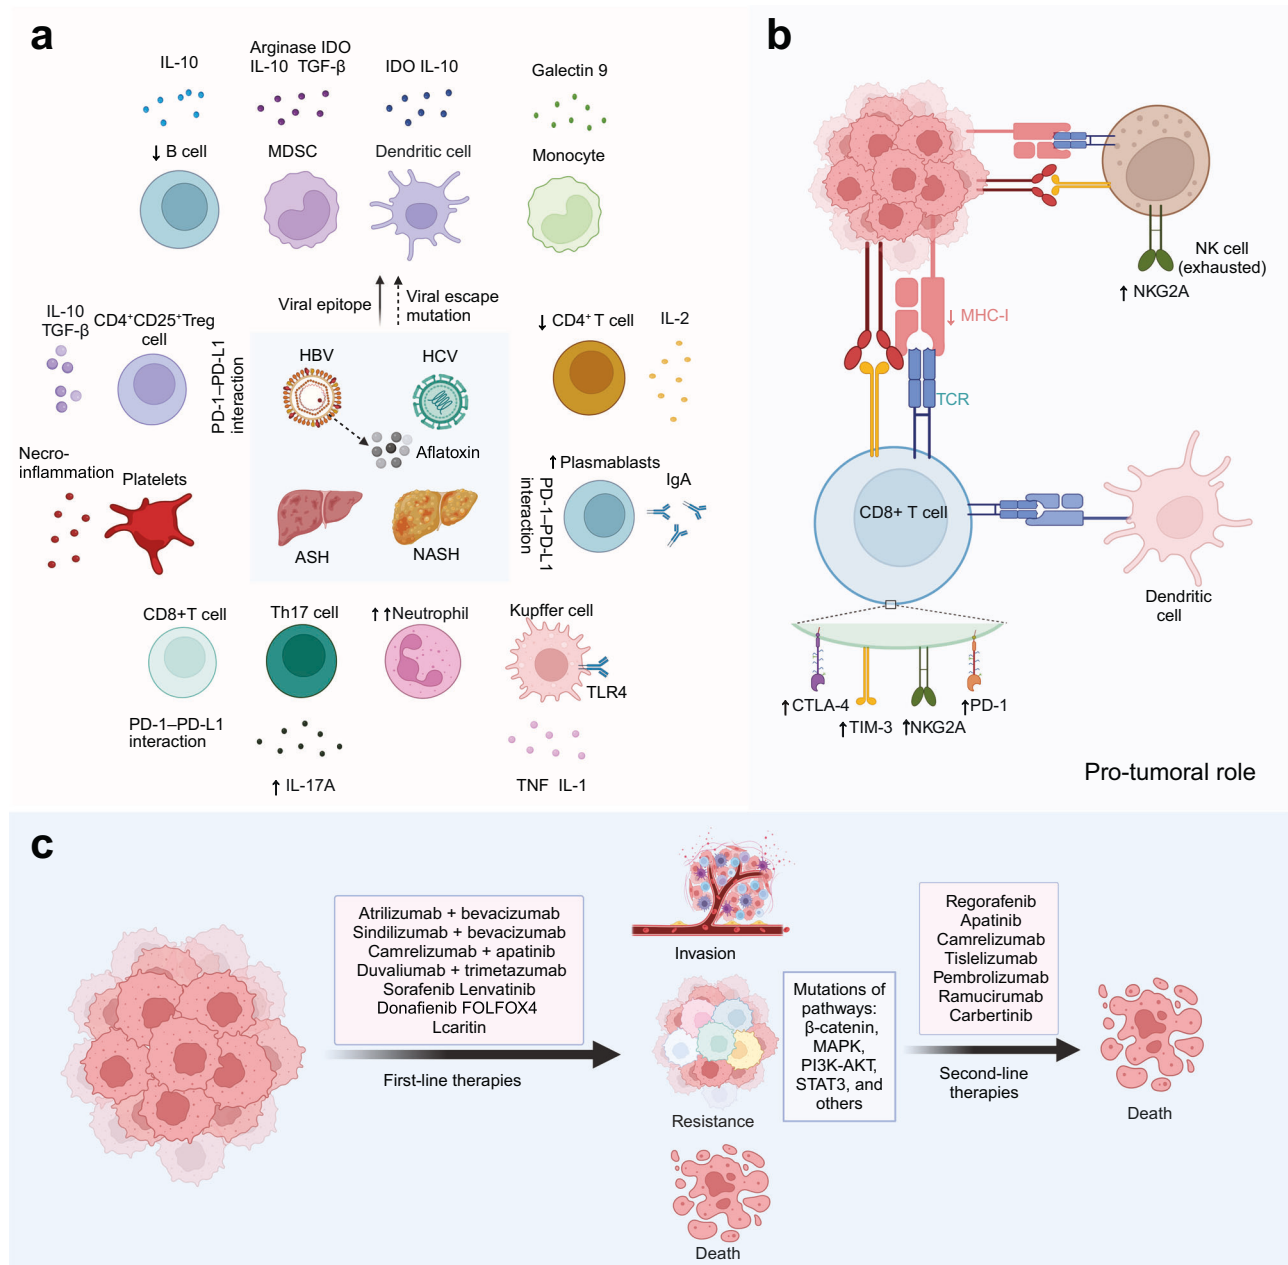 a
IL-10
Arginase IDO
IL-10 TGF-β
IDO IL-10
Galectin 9
↓ B cell
MDSC
Dendritic cell
Monocyte
Viral epitope
Viral escape
mutation
IL-10
TGF-β
CD4⁺CD25⁺Treg
cell
PD-1–PD-L1
interaction
HBV
HCV
Aflatoxin
ASH
NASH
↓ CD4⁺ T cell
IL-2
Necro-
inflammation
Platelets
↑ Plasmablasts
IgA
PD-1–PD-L1
interaction
CD8+T cell
Th17 cell
↑↑Neutrophil
Kupffer cell
TLR4
PD-1–PD-L1
interaction
↑ IL-17A
TNF IL-1
b
NK cell
(exhausted)
↑ NKG2A
↓ MHC-I
TCR
CD8+ T cell
Dendritic
cell
↑CTLA-4
↑TIM-3
↑NKG2A
↑PD-1
Pro-tumoral role
c
Atrilizumab + bevacizumab
Sindilizumab + bevacizumab
Camrelizumab + apatinib
Duvaliumab + trimetazumab
Sorafenib Lenvatinib
Donafienib FOLFOX4
Lcaritin
First-line therapies
Invasion
Resistance
Death
Mutations of
pathways:
β-catenin,
MAPK,
PI3K-AKT,
STAT3, and
others
Regorafenib
Apatinib
Camrelizumab
Tislelizumab
Pembrolizumab
Ramucirumab
Carbertinib
Second-line
therapies
Death